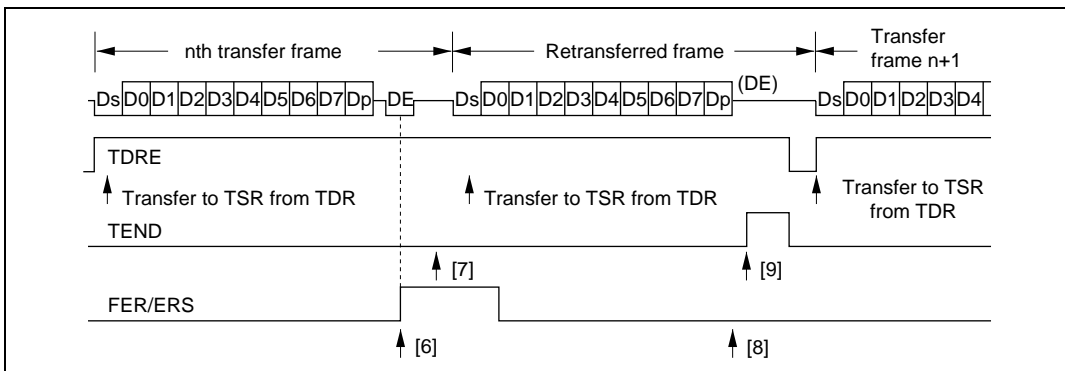 nth transfer frame
Retransferred frame
Transfer
frame n+1
Ds D0 D1 D2 D3 D4 D5 D6 D7 Dp DE
Ds D0 D1 D2 D3 D4 D5 D6 D7 Dp
(DE)
Ds D0 D1 D2 D3 D4
TDRE
Transfer to TSR from TDR
Transfer to TSR from TDR
Transfer to TSR
from TDR
TEND
[7]
[9]
FER/ERS
[6]
[8]